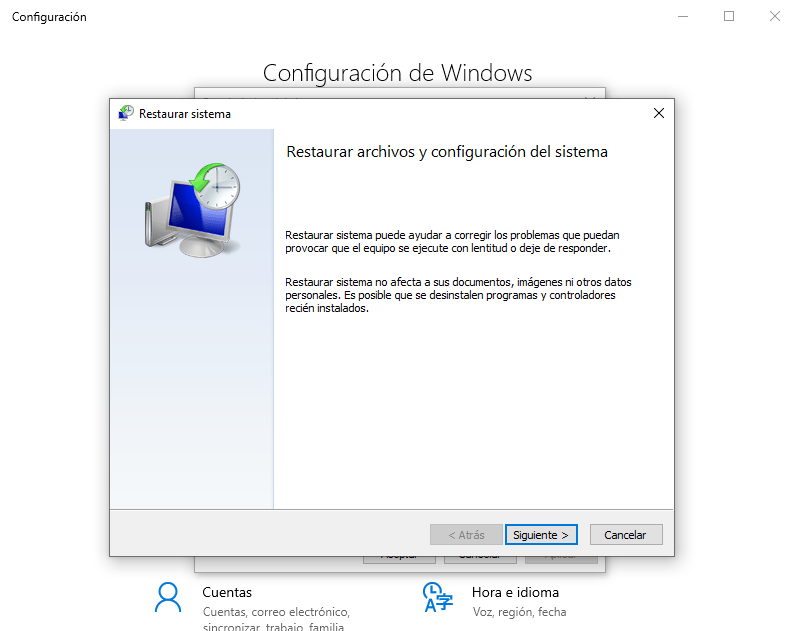 Configuración
Configuración de Windows
Restaurar sistema
Restaurar archivos y configuración del sistema
Restaurar sistema puede ayudar a corregir los problemas que puedan
provocar que el equipo se ejecute con lentitud o deje de responder.
Restaurar sistema no afecta a sus documentos, imágenes ni otros datos
personales. Es posible que se desinstalen programas y controladores
recién instalados.
< Atrás Siguiente > Cancelar
Cuentas
Cuentas, correo electrónico,
sincronizar, trabajo, familia
Hora e idioma
Voz, región, fecha